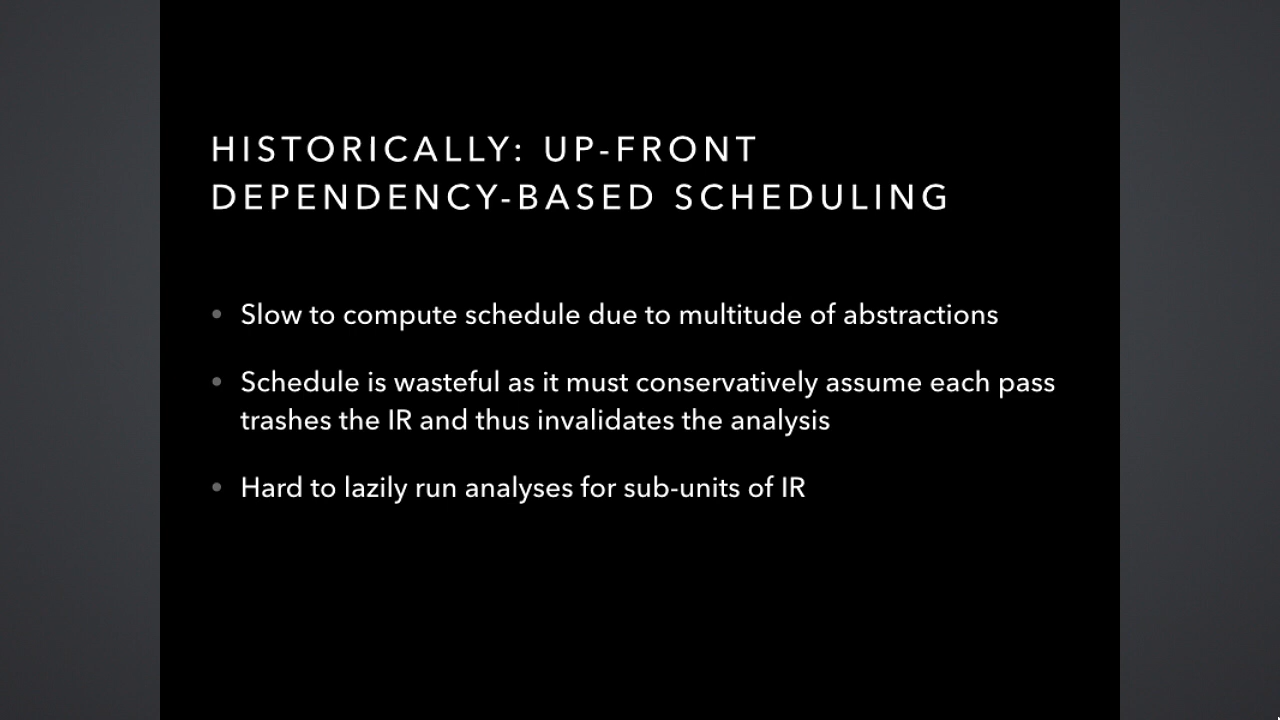 HISTORICALLY: UP-FRONT
DEPENDENCY-BASED SCHEDULING
• Slow to compute schedule due to multitude of abstractions
• Schedule is wasteful as it must conservatively assume each pass
trashes the IR and thus invalidates the analysis
• Hard to lazily run analyses for sub-units of IR